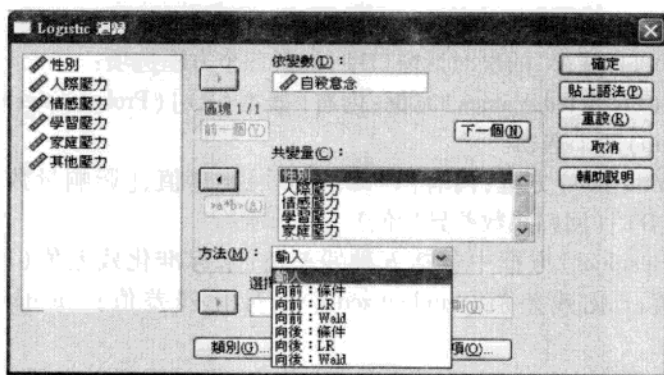 Logistic 迴歸
性別
人際壓力
情感壓力
學習壓力
家庭壓力
其他壓力
依變數(D)：
自殺意念
區塊 1/1
前一個(V)
下一個(N)
共變量(C)：
性別
人際壓力
情感壓力
學習壓力
家庭壓力
>a*b>(A)
方法(M)： 輸入
輸入
向前：條件
向前：LR
向前：Wald
向後：條件
向後：LR
向後：Wald
類別(G)...
項(O)...
確定
貼上語法(P)
重設(R)
取消
輔助說明